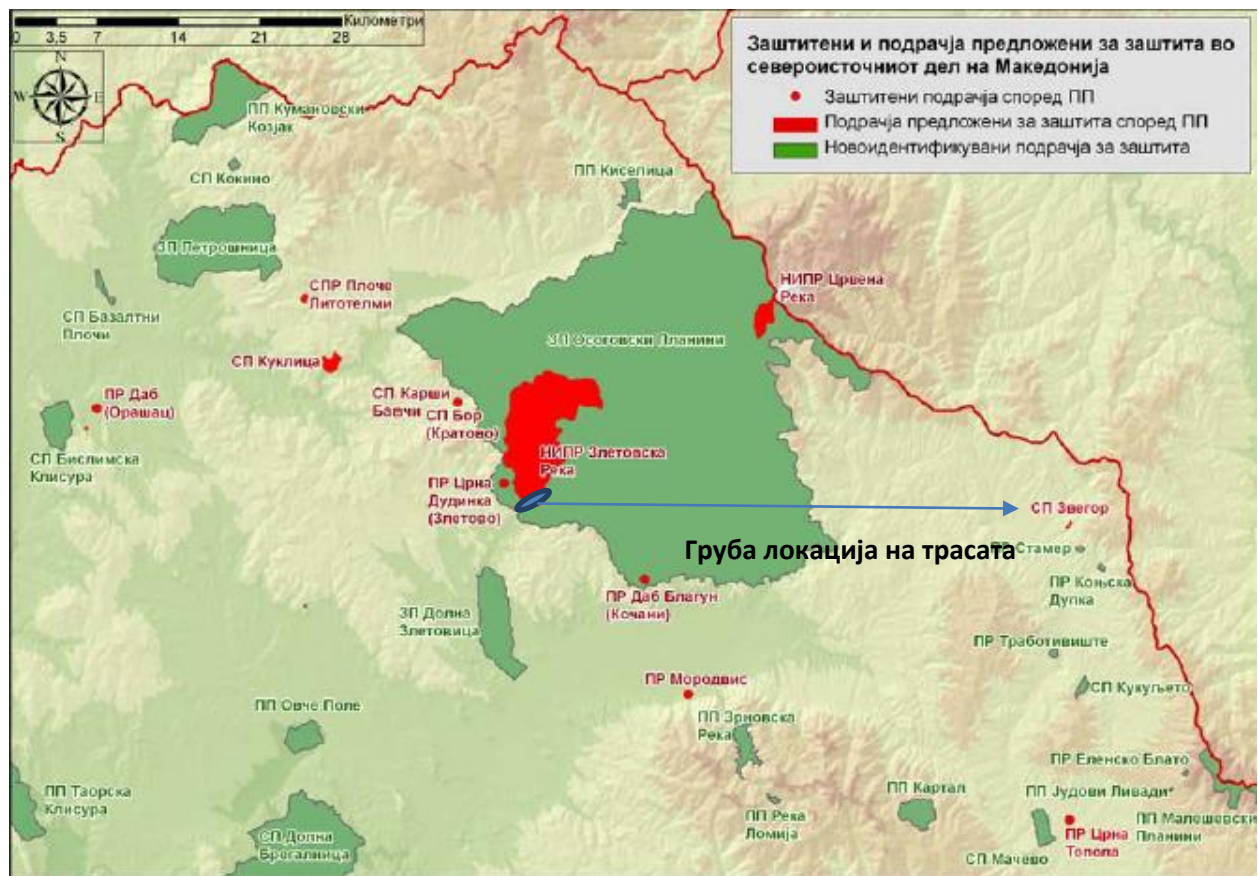 Километри
0 3,5 7 14 21 28
N
W E
S
Заштитени и подрачја предложени за заштита во
североисточниот дел на Македонија
Заштитени подрачја според ПП
Подрачја предложени за заштита според ПП
Новоидентификувани подрачја за заштита
ПП Кумановски
Козјак
СП Кокино
ПП Киселица
ЗП Петрошница
СПР Плоче
Литотелми
НИПР Црвена
Река
СП Базалтни
Плочи
ЗП Осоговски Планини
СП Куклица
ПР Даб
(Орашац)
СП Карши
Бавчи
СП Бор
(Кратово)
НИПР Злетовска
Река
СП Бислимска
Клисура
ПР Црна
Дудинка
(Злетово)
СП Ѕвегор
Груба локација на трасата
ПР Стамер
ПР Коњска
Дупка
ПР Даб Благун
(Кочани)
ЗП Долна
Злетовица
ПР Тработивиште
ПР Мородвис
СП Кукуљето
ПП Овче Поле
ПП Зрновска
Река
ПР Еленско Блато
ПП Таорска
Клисура
ПП Картал
ПП Јудови Ливади
ПП Река
Ломија
ПП Малешевски
Планини
ПР Црна
Топола
СП Долна
Брегалница
СП Мачево